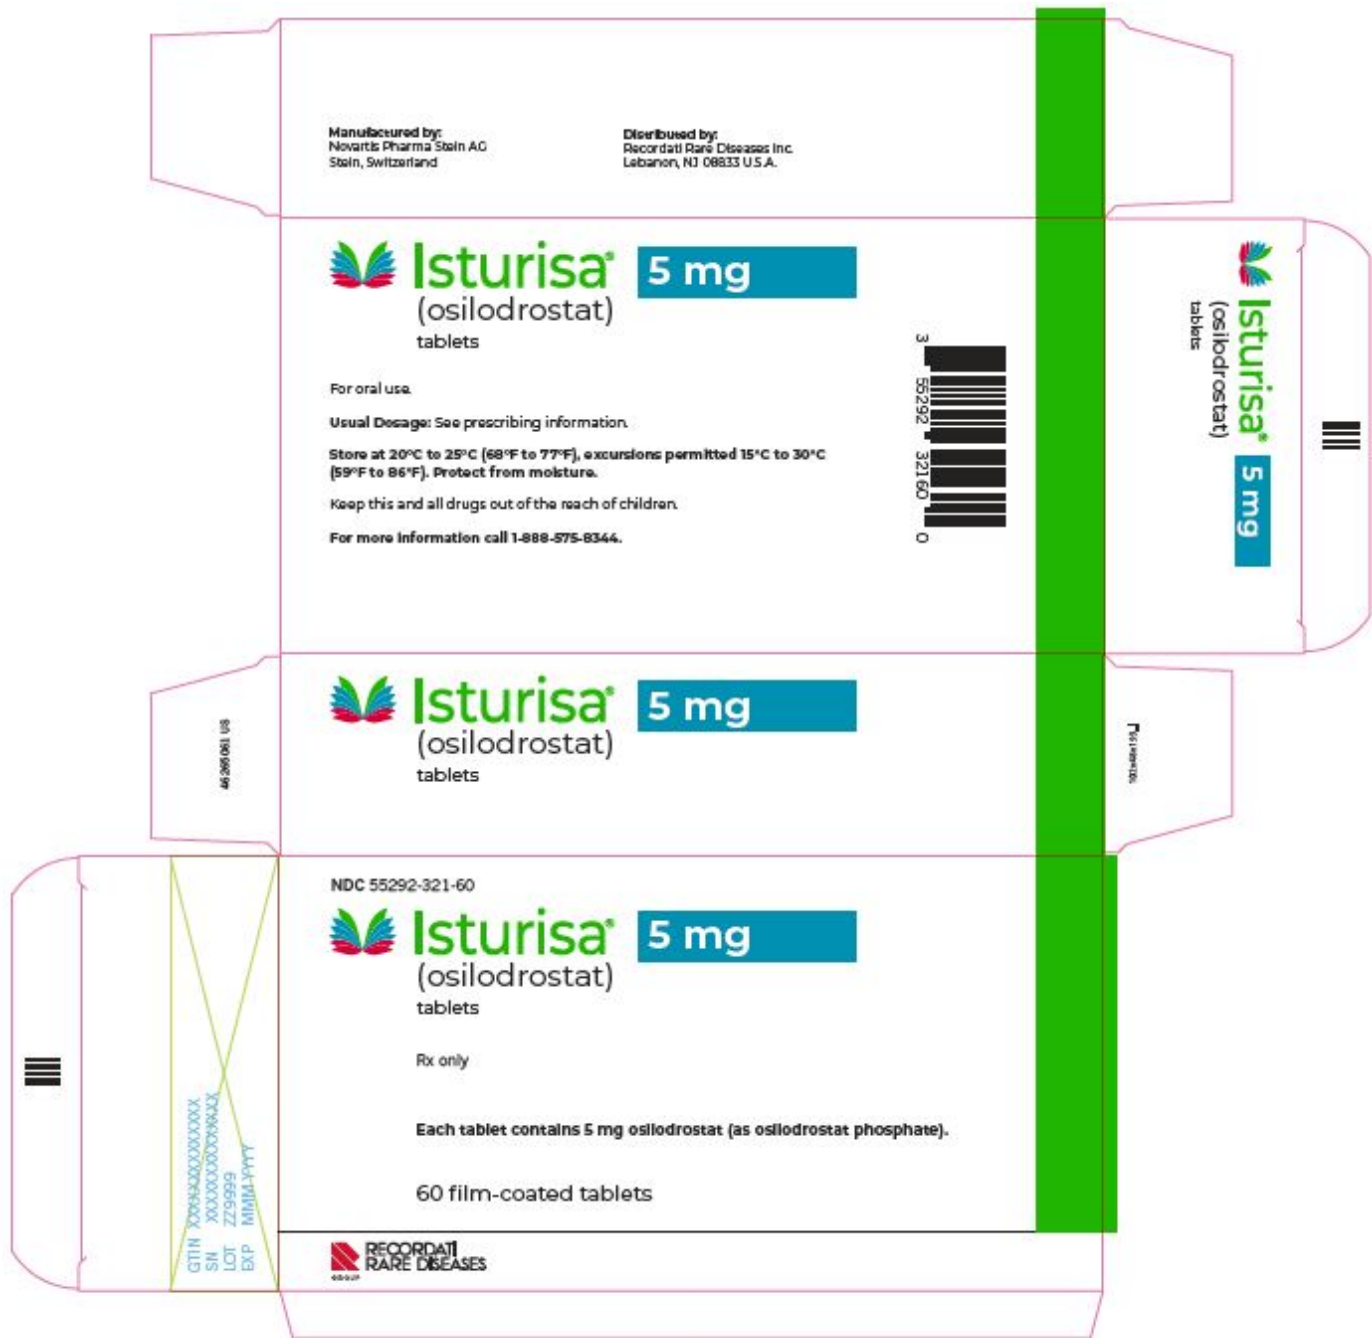 Manufactured by:
Novartis Pharma Stein AG
Stein, Switzerland
Distributed by:
Recordati Rare Diseases Inc.
Lebanon, NJ 08833 U.S.A.
Isturisa® 5 mg
(osilodrostat)
tablets
For oral use.
Usual Dosage: See prescribing information.
Store at 20°C to 25°C (68°F to 77°F), excursions permitted 15°C to 30°C
(59°F to 86°F). Protect from moisture.
Keep this and all drugs out of the reach of children.
For more information call 1-888-575-8344.
3 55292 32160 0
Isturisa® 5 mg
(osilodrostat)
tablets
46265061 US
Isturisa® 5 mg
(osilodrostat)
tablets
NDC 55292-321-60
Isturisa® 5 mg
(osilodrostat)
tablets
Rx only
Each tablet contains 5 mg osilodrostat (as osilodrostat phosphate).
60 film-coated tablets
RECORDATI
RARE DISEASES
GROUP
GTIN XXXXXXXXXXXXXX
SN XXXXXXXXXXXXXXXX
LOT ZZ9999
EXP MMM-YYYY